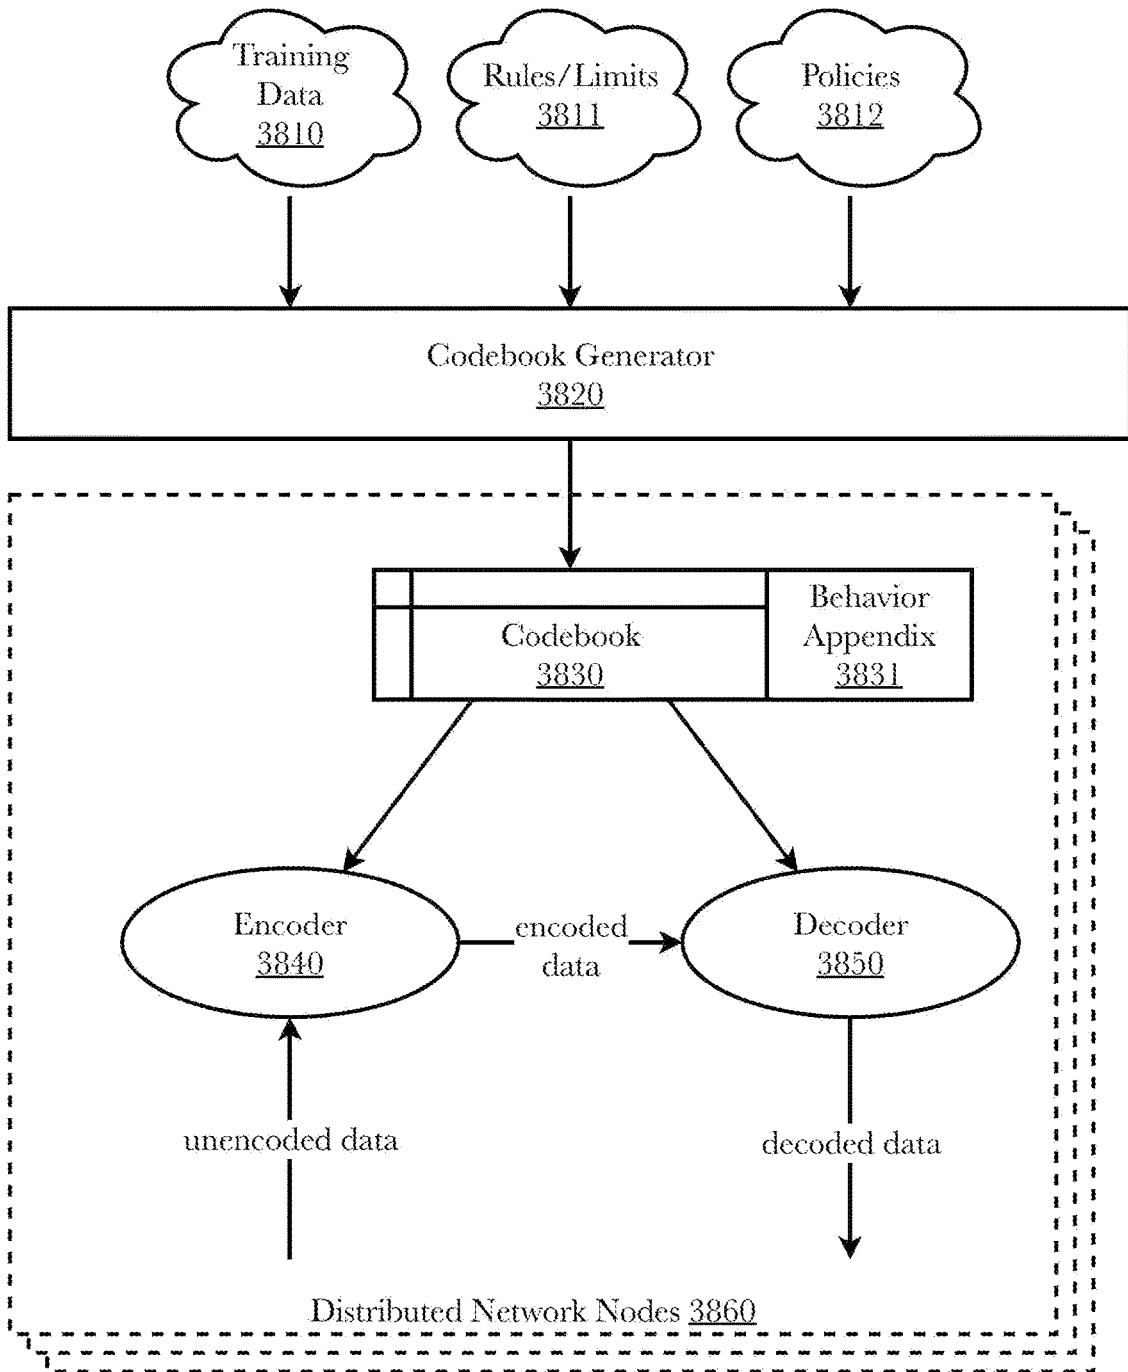 Training
Data
3810
Rules/Limits
3811
Policies
3812
Codebook Generator
3820
Codebook
3830
Behavior
Appendix
3831
Encoder
3840
encoded
data
Decoder
3850
unencoded data
decoded data
Distributed Network Nodes 3860